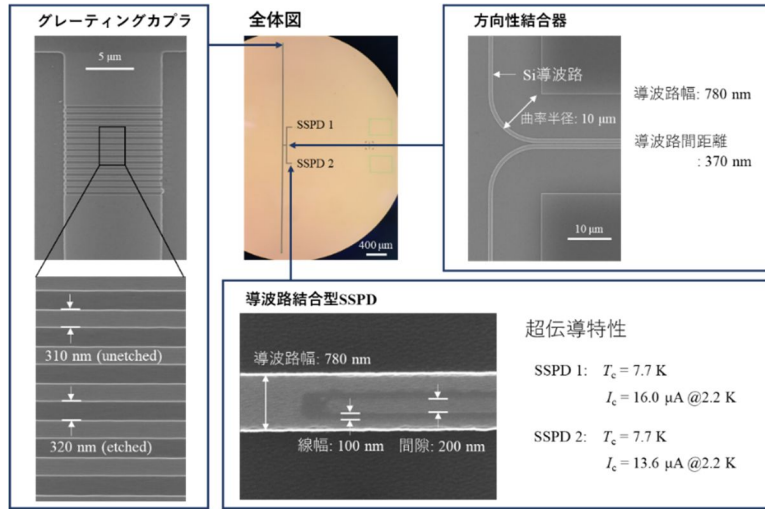 グレーティングカプラ
5 μm
310 nm (unetched)
320 nm (etched)
全体図
SSPD 1
SSPD 2
400 μm
方向性結合器
Si導波路
曲率半径: 10 μm
10 μm
導波路幅: 780 nm
導波路間距離
: 370 nm
導波路結合型SSPD
導波路幅: 780 nm
線幅: 100 nm 間隙: 200 nm
超伝導特性
SSPD 1: Tc = 7.7 K
Ic = 16.0 μA @2.2 K
SSPD 2: Tc = 7.7 K
Ic = 13.6 μA @2.2 K